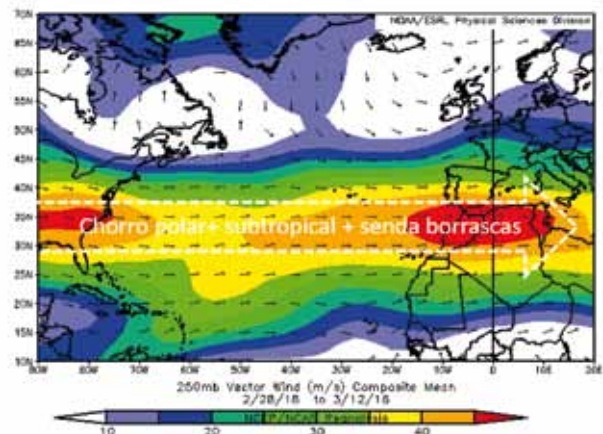 NOAA/ESRL Physical Sciences Division
70N
65N
60N
55N
50N
45N
40N
35N
30N
25N
20N
15N
10N
Chorro polar+ subtropical + senda borrascas
80W 70W 60W 50W 40W 30W 20W 10W 0 10E 20E
250mb Vector Wind (m/s) Composite Mean
2/28/18 to 3/12/18
NCEP/NCAR Reanalysis
10 20 30 40